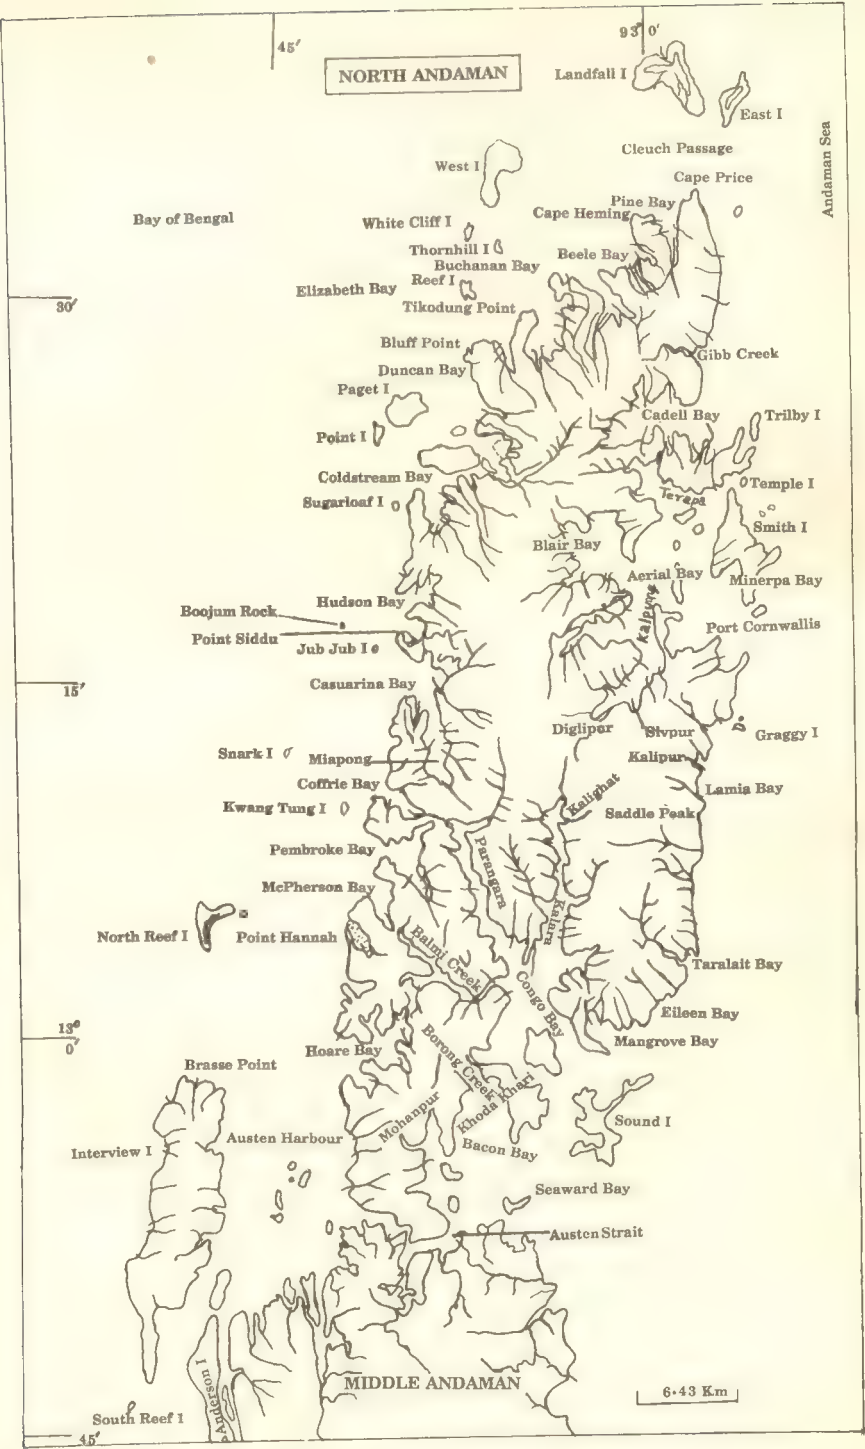 45′
93° 0′
NORTH ANDAMAN
Landfall I
East I
Andaman Sea
Cleuch Passage
West I
Cape Price
Pine Bay
Cape Heming
Bay of Bengal
White Cliff I
Thornhill I
Buchanan Bay
Beele Bay
Reef I
Elizabeth Bay
30′
Tikodung Point
Bluff Point
Gibb Creek
Duncan Bay
Paget I
Cadell Bay
Trilby I
Point I
Coldstream Bay
Temple I
Terapa
Sugarloaf I
Smith I
Blair Bay
Aerial Bay
Minerpa Bay
Hudson Bay
Kalpung
Boojum Rock
Port Cornwallis
Point Siddu
Jub Jub I
15′
Casuarina Bay
Diglipur
Sivpur
Graggy I
Snark I
Miapong
Kalipur
Coffrie Bay
Lamia Bay
Kalighat
Kwang Tung I
Saddle Peak
Pembroke Bay
Parangara
McPherson Bay
Kalara
North Reef I
Point Hannah
Balmi Creek
Taralait Bay
Congo Bay
Eileen Bay
13°
0′
Mangrove Bay
Hoare Bay
Borong Creek
Brasse Point
Khoda Khari
Mohanpur
Sound I
Austen Harbour
Interview I
Bacon Bay
Seaward Bay
Austen Strait
Anderson I
MIDDLE ANDAMAN
6·43 Km
South Reef 1
45′